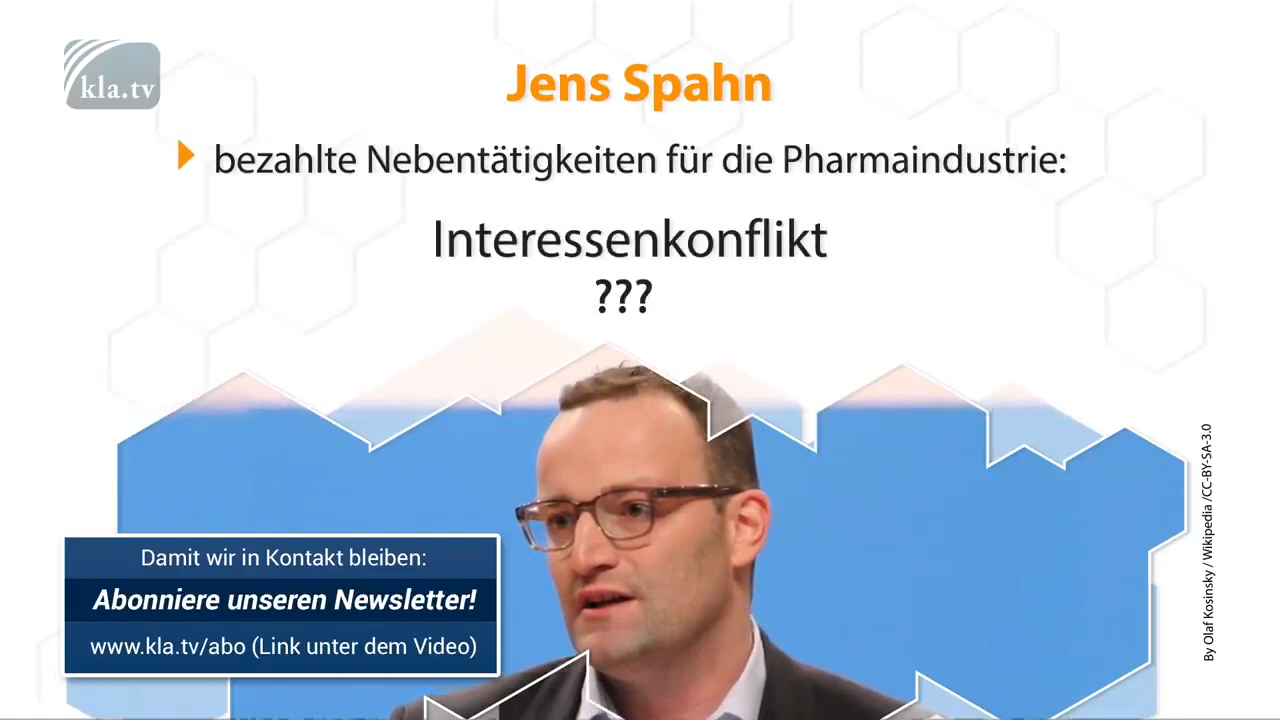 kla.tv
Jens Spahn
bezahlte Nebentätigkeiten für die Pharmaindustrie:
Interessenkonflikt
???
Damit wir in Kontakt bleiben:
Abonniere unseren Newsletter!
www.kla.tv/abo (Link unter dem Video)
By Olaf Kosinsky / Wikipedia /CC-BY-SA-3.0